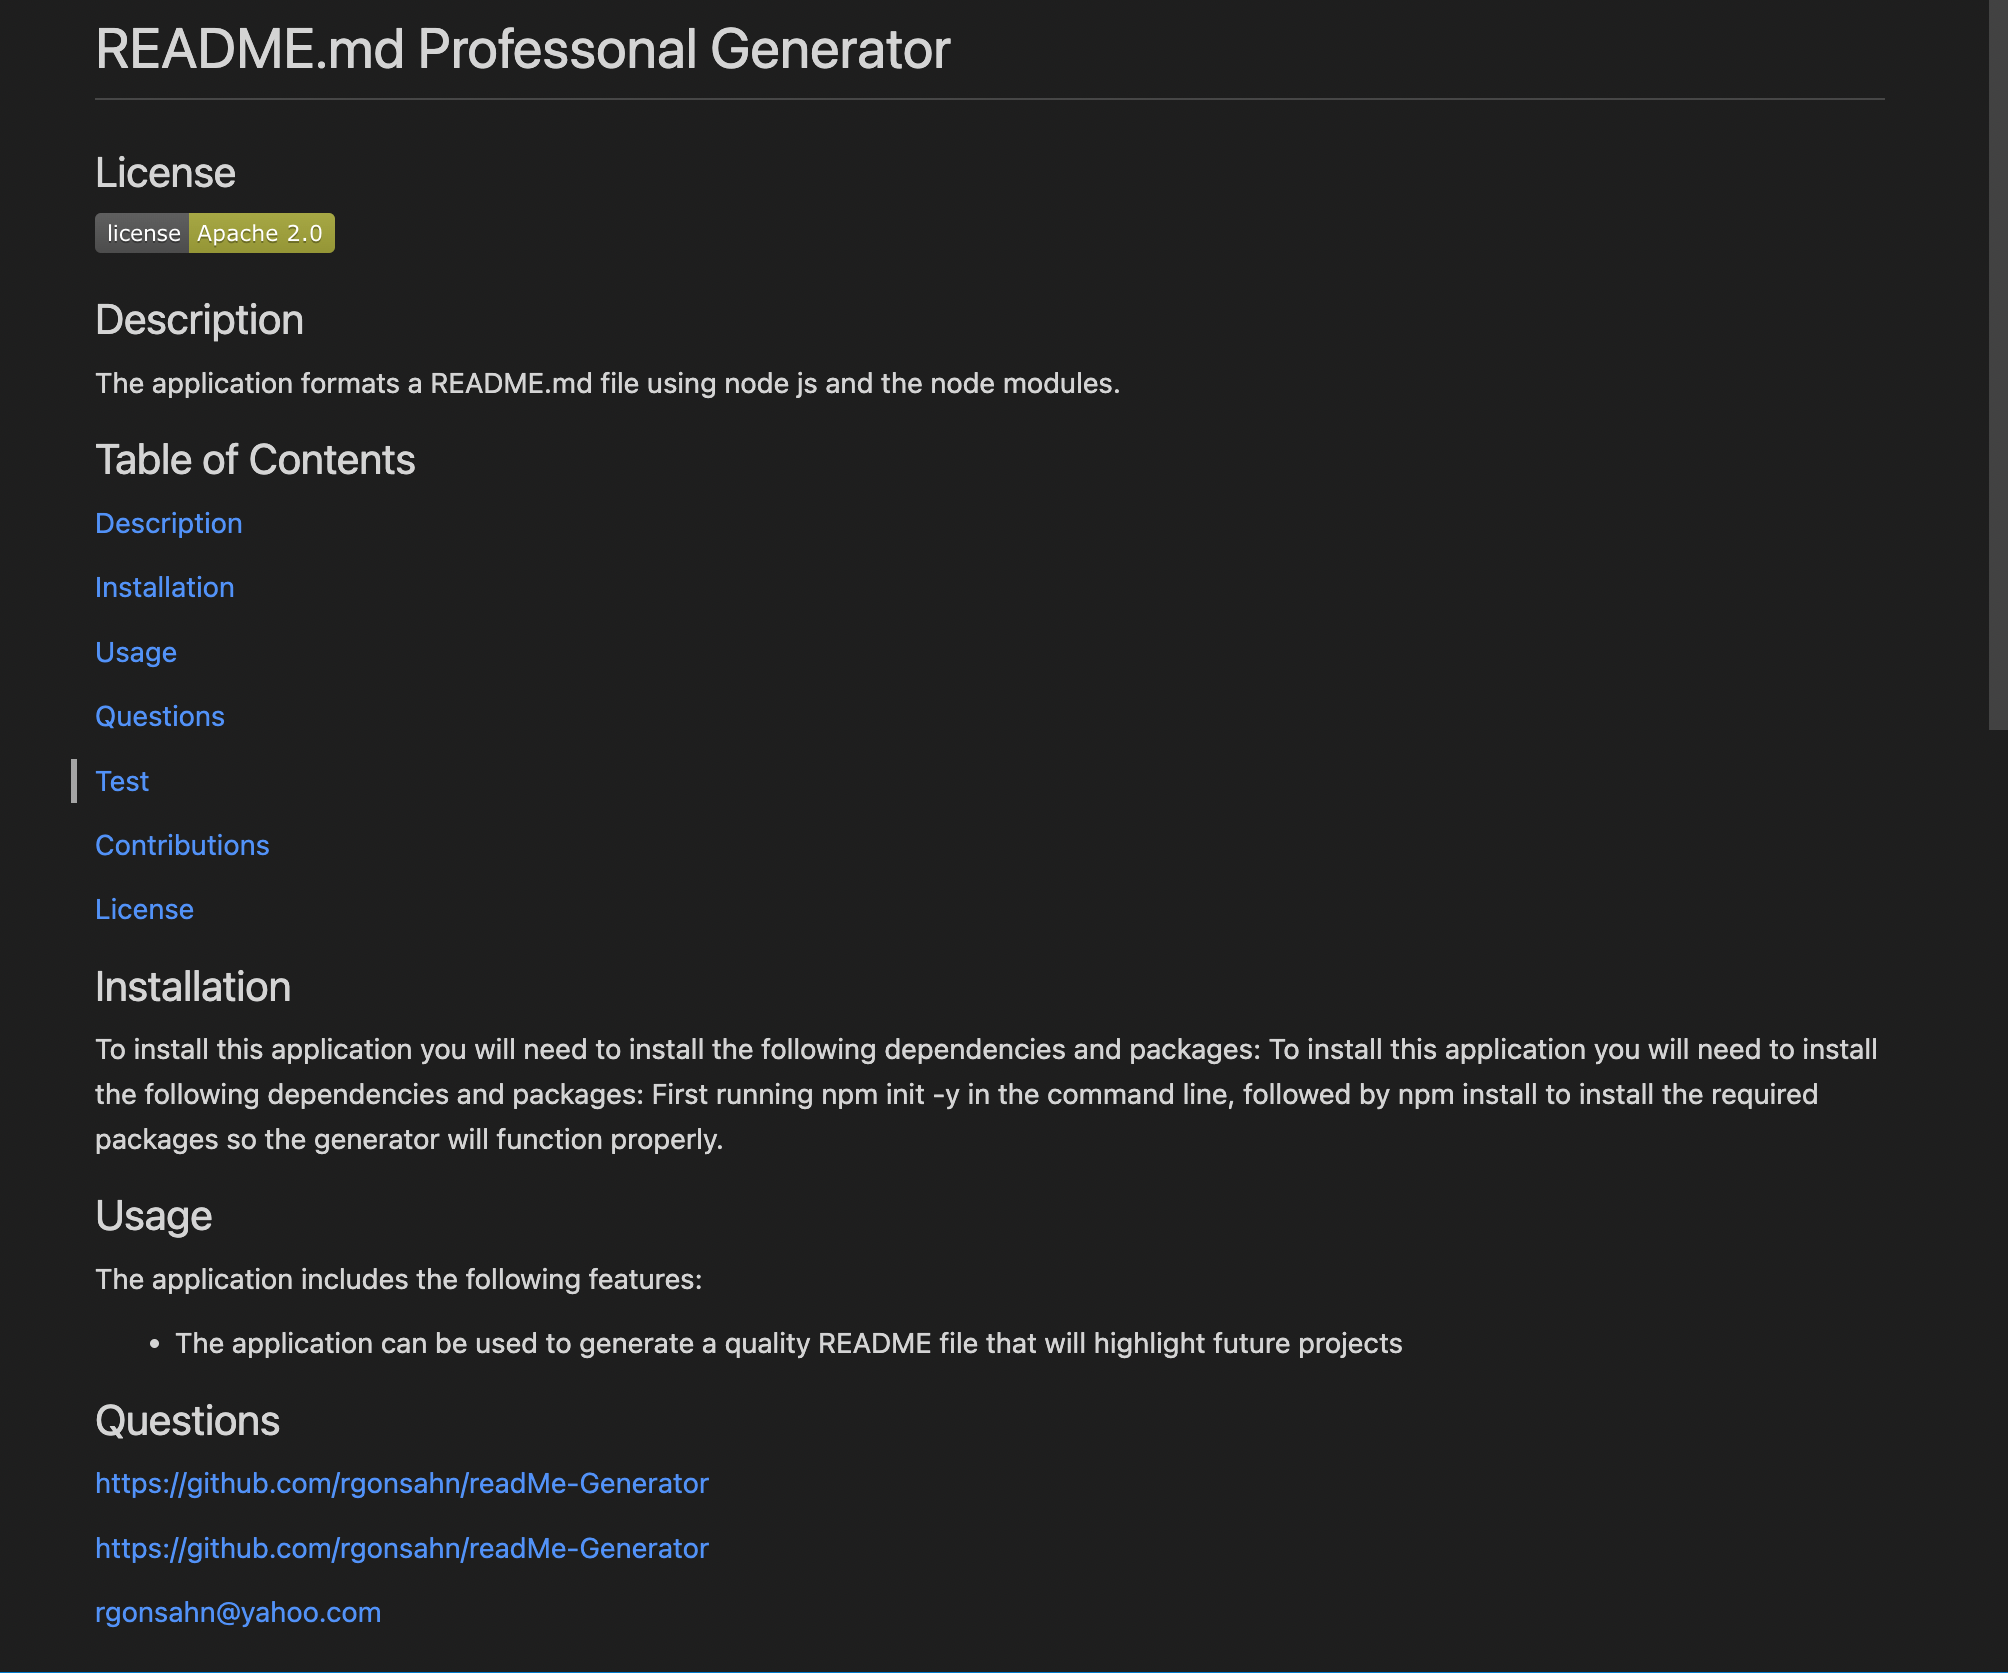 README.md Professonal Generator
License
license Apache 2.0
Description
The application formats a README.md file using node js and the node modules.
Table of Contents
Description
Installation
Usage
Questions
Test
Contributions
License
Installation
To install this application you will need to install the following dependencies and packages: To install this application you will need to install
the following dependencies and packages: First running npm init -y in the command line, followed by npm install to install the required
packages so the generator will function properly.
Usage
The application includes the following features:
• The application can be used to generate a quality README file that will highlight future projects
Questions
https://github.com/rgonsahn/readMe-Generator
https://github.com/rgonsahn/readMe-Generator
rgonsahn@yahoo.com